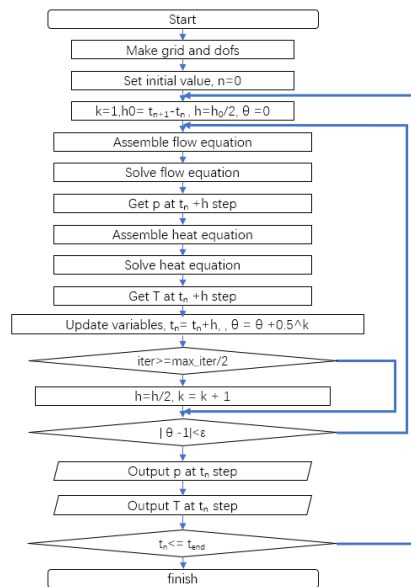 Start
Make grid and dofs
Set initial value, n=0
k=1,h0= tₙ₊₁-tₙ , h=h₀/2, θ =0
Assemble flow equation
Solve flow equation
Get p at tₙ +h step
Assemble heat equation
Solve heat equation
Get T at tₙ +h step
Update variables, tₙ= tₙ+h, , θ = θ +0.5^k
iter>=max_iter/2
h=h/2, k = k + 1
| θ -1|<ε
Output p at tₙ step
Output T at tₙ step
tₙ<= t_end
finish